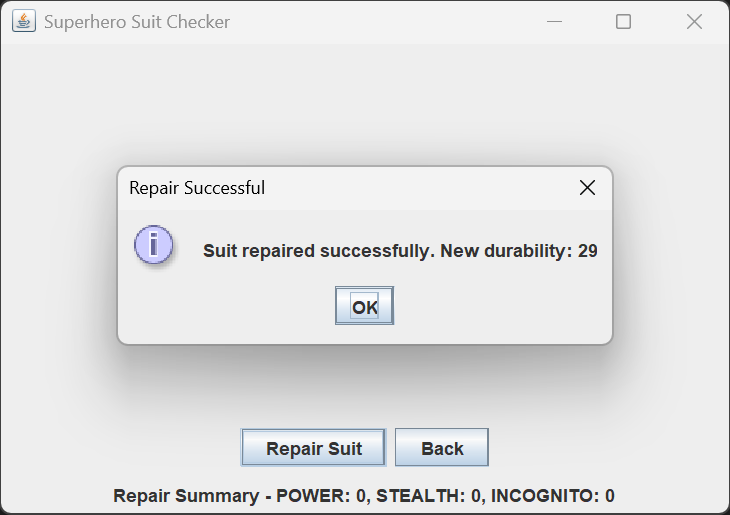 Superhero Suit Checker
Repair Successful
Suit repaired successfully. New durability: 29
OK
Repair Suit
Back
Repair Summary - POWER: 0, STEALTH: 0, INCOGNITO: 0